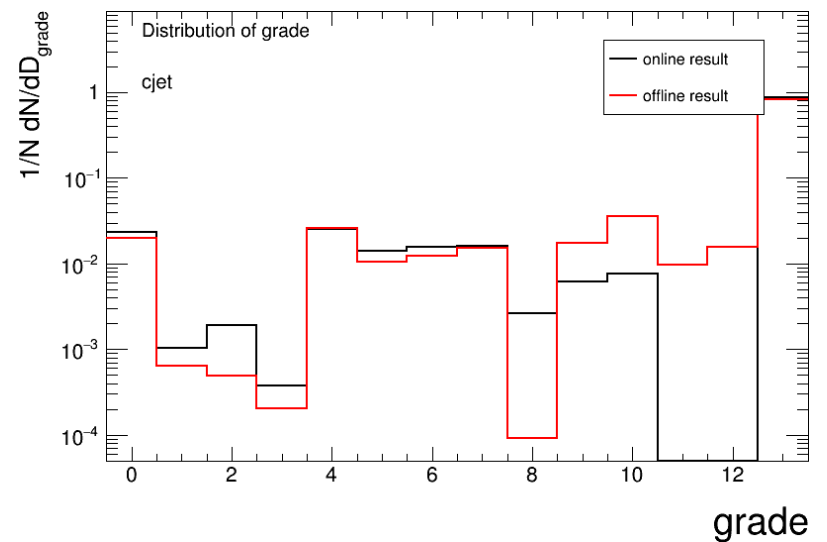 Distribution of grade
cjet
online result
offline result
1/N dN/dD_grade
1
10⁻¹
10⁻²
10⁻³
10⁻⁴
0 2 4 6 8 10 12
grade